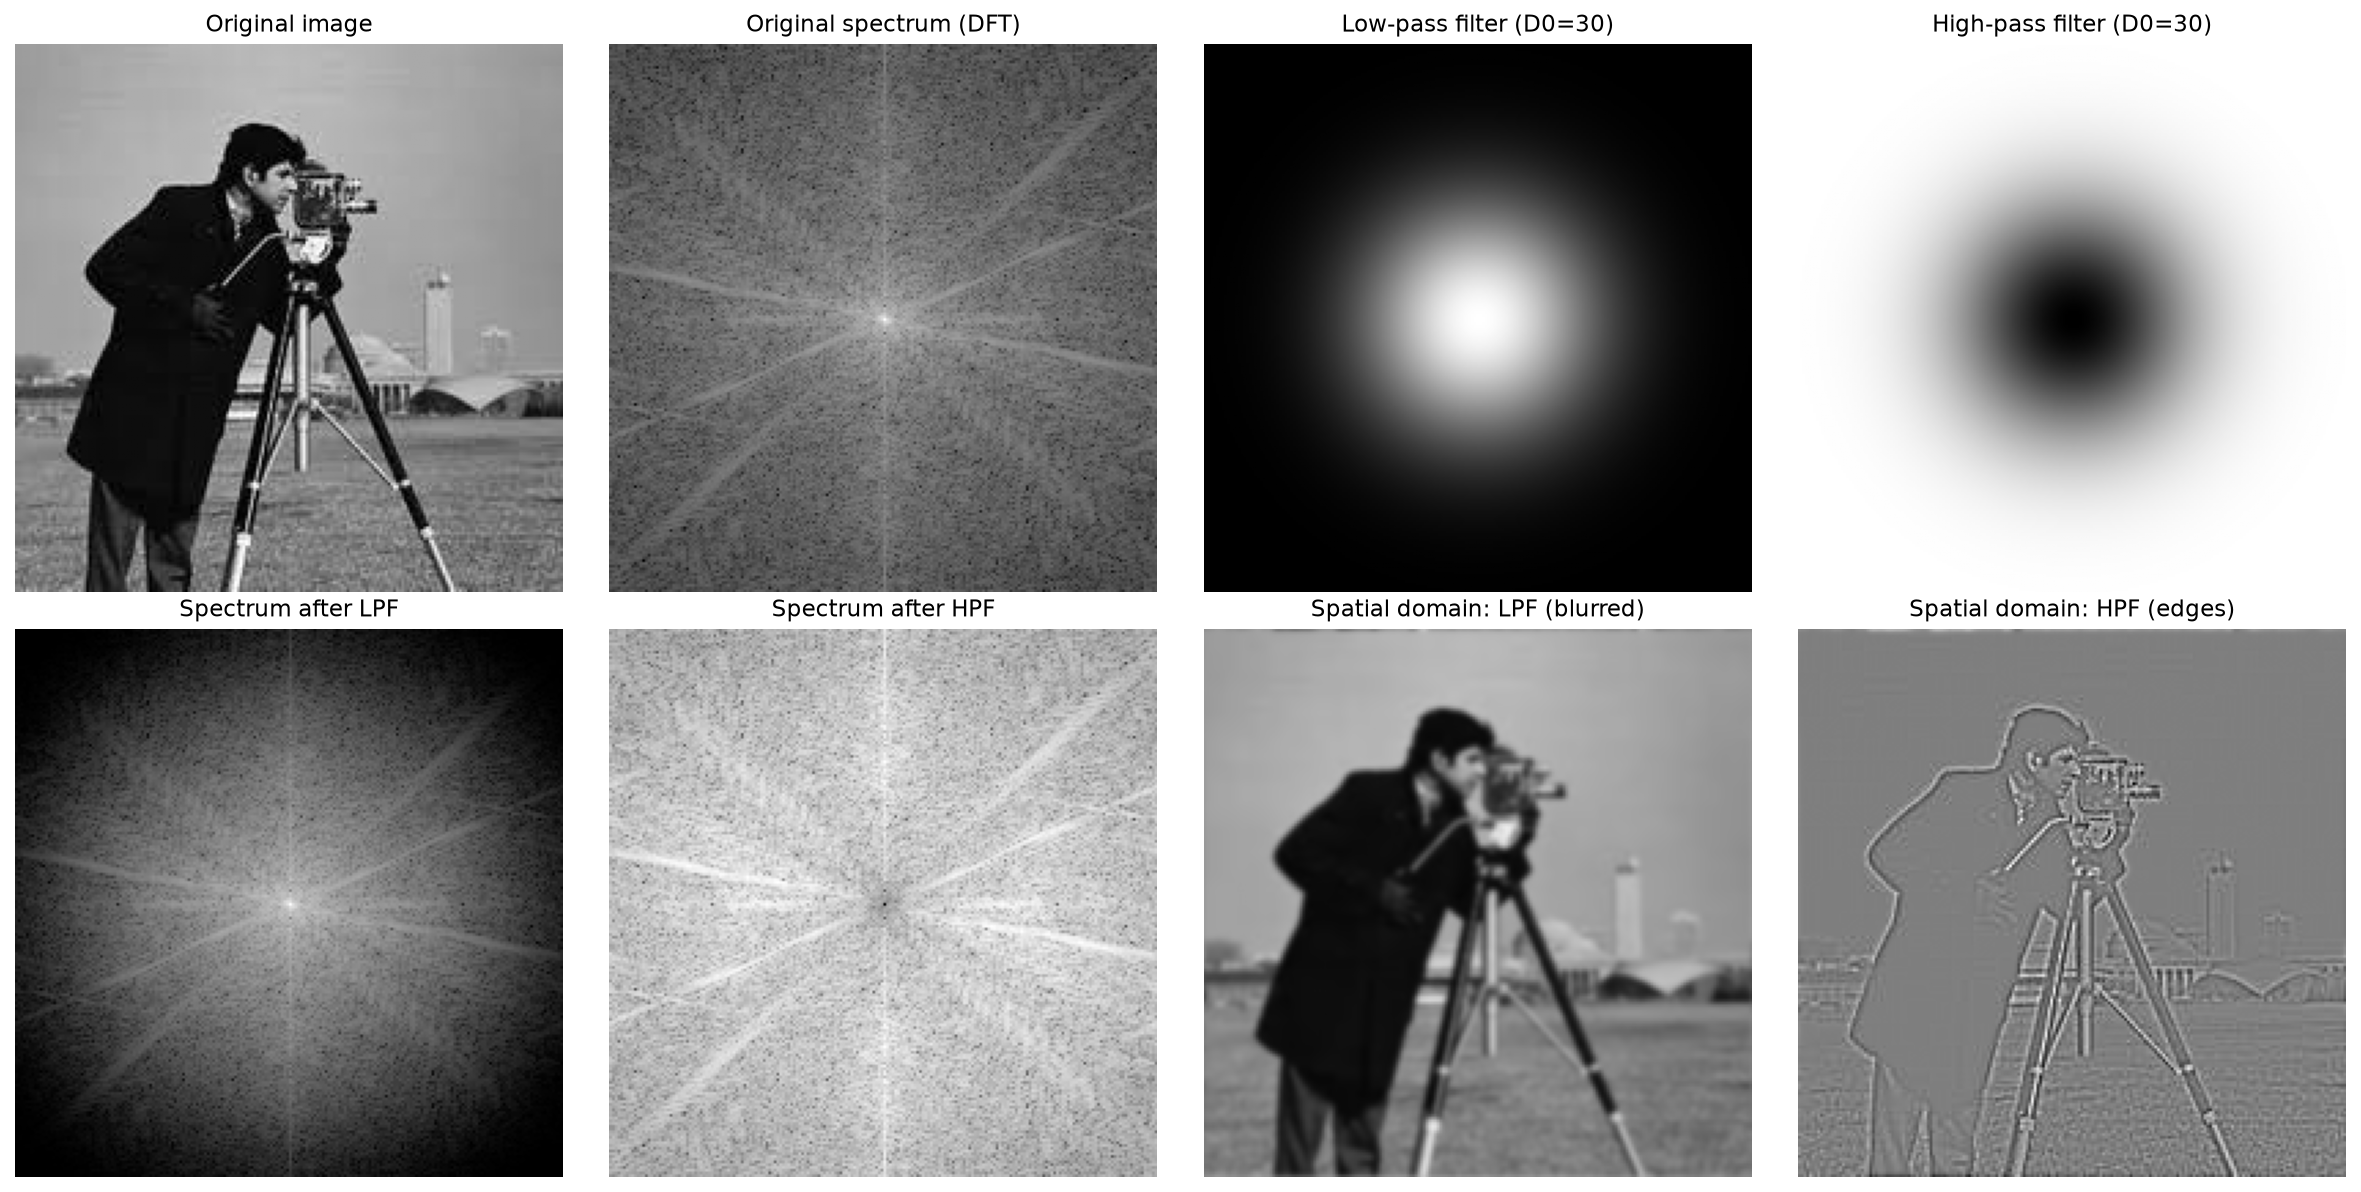 Original image
Original spectrum (DFT)
Low-pass filter (D0=30)
High-pass filter (D0=30)
Spectrum after LPF
Spectrum after HPF
Spatial domain: LPF (blurred)
Spatial domain: HPF (edges)